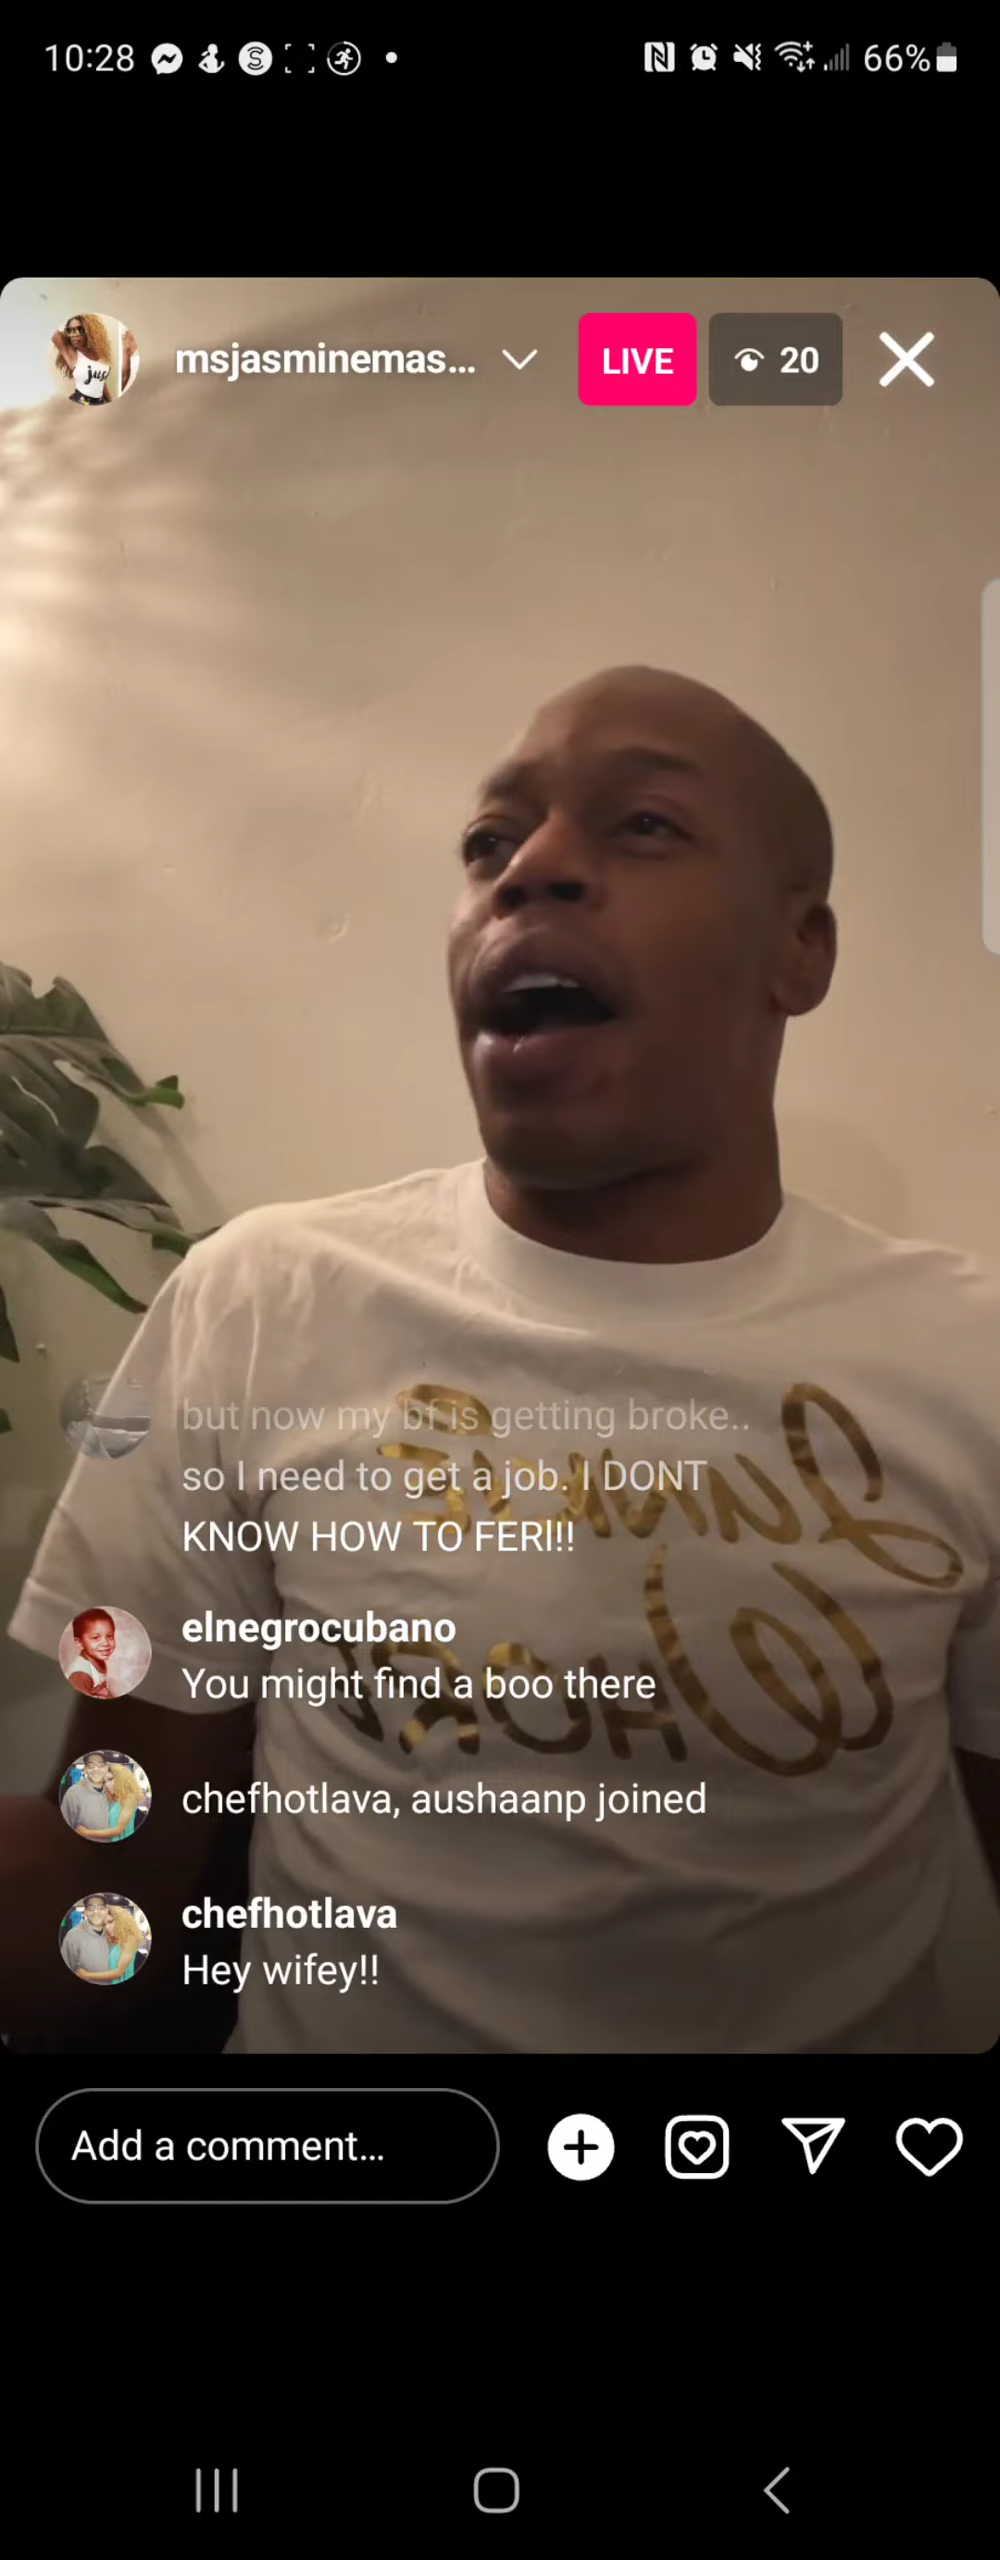 10:28
66%
msjasminemas...
LIVE
20
jus
but now my bf is getting broke..
so I need to get a job. I DONT
KNOW HOW TO FERI!!
elnegrocubano
You might find a boo there
chefhotlava, aushaanp joined
chefhotlava
Hey wifey!!
Add a comment...